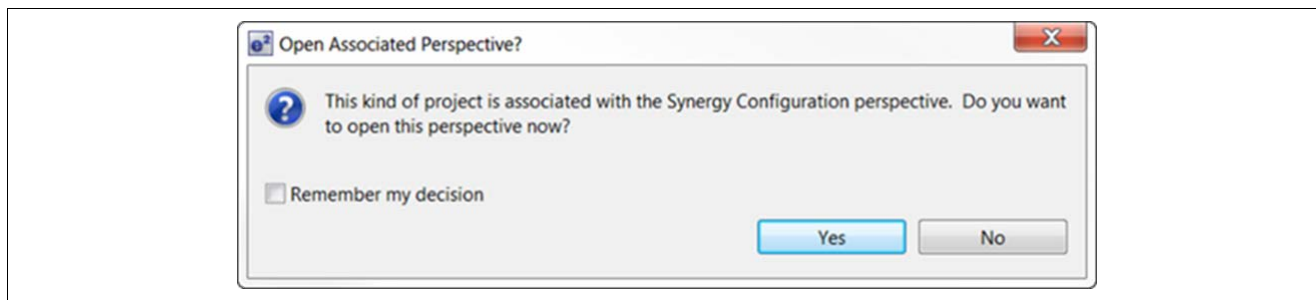 e² Open Associated Perspective?
This kind of project is associated with the Synergy Configuration perspective. Do you want
to open this perspective now?
Remember my decision
Yes
No